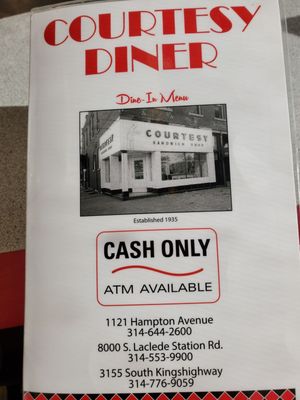 COURTESY
DINER
Dine-In Menu
COURTESY
SANDWICH SHOP
Established 1935
CASH ONLY
ATM AVAILABLE
1121 Hampton Avenue
314-644-2600
8000 S. Laclede Station Rd.
314-553-9900
3155 South Kingshighway
314-776-9059